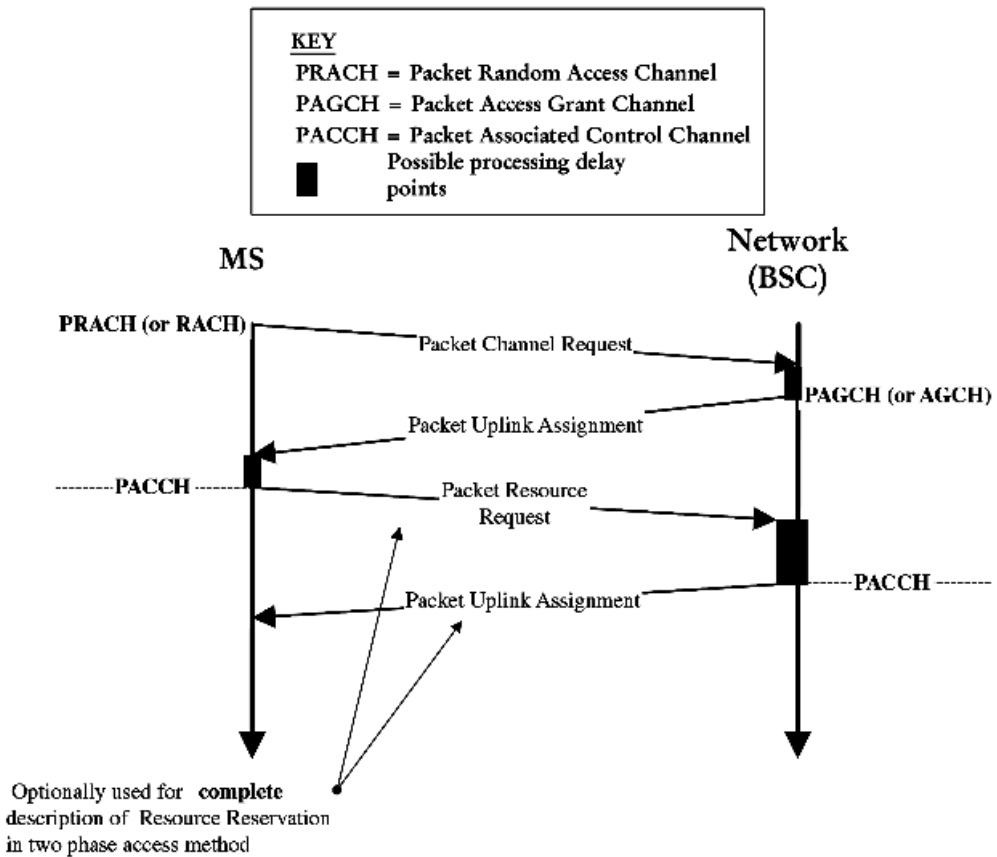 KEY
PRACH = Packet Random Access Channel
PAGCH = Packet Access Grant Channel
PACCH = Packet Associated Control Channel
Possible processing delay
points
MS
Network
(BSC)
PRACH (or RACH)
Packet Channel Request
PAGCH (or AGCH)
Packet Uplink Assignment
PACCH
Packet Resource
Request
PACCH
Packet Uplink Assignment
Optionally used for complete
description of Resource Reservation
in two phase access method